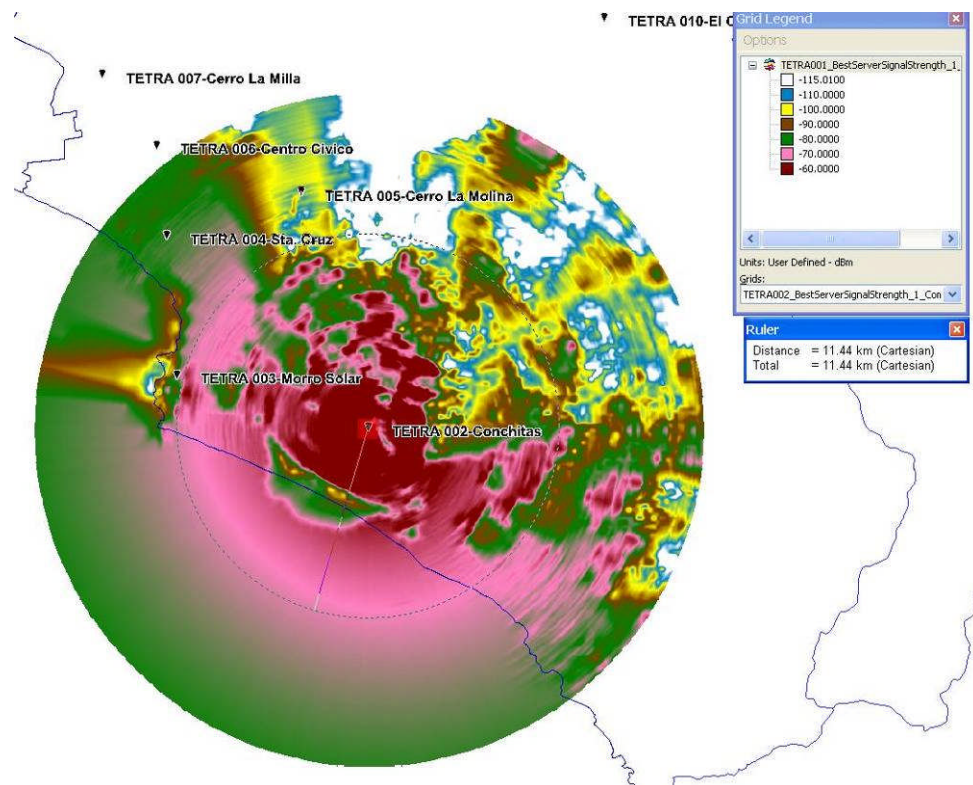 TETRA 010-El C
TETRA 007-Cerro La Milla
TETRA 006-Centro Civico
TETRA 005-Cerro La Molina
TETRA 004-Sta. Cruz
TETRA 003-Morro Solar
TETRA 002-Conchitas
Grid Legend
Options
TETRA001_BestServerSignalStrength_1_
-115.0100
-110.0000
-100.0000
-90.0000
-80.0000
-70.0000
-60.0000
Units: User Defined - dBm
Grids:
TETRA002_BestServerSignalStrength_1_Con
Ruler
Distance = 11.44 km (Cartesian)
Total = 11.44 km (Cartesian)